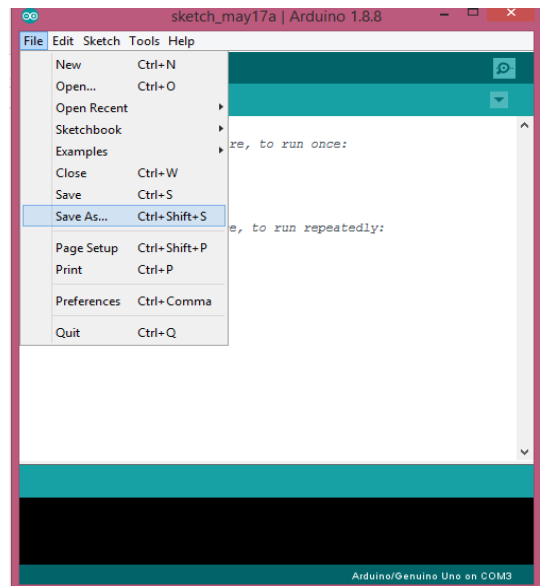 sketch_may17a | Arduino 1.8.8
File Edit Sketch Tools Help
New Ctrl+N
Open... Ctrl+O
Open Recent
Sketchbook
Examples
re, to run once:
Close Ctrl+W
Save Ctrl+S
Save As... Ctrl+Shift+S
e, to run repeatedly:
Page Setup Ctrl+Shift+P
Print Ctrl+P
Preferences Ctrl+Comma
Quit Ctrl+Q
Arduino/Genuino Uno on COM3